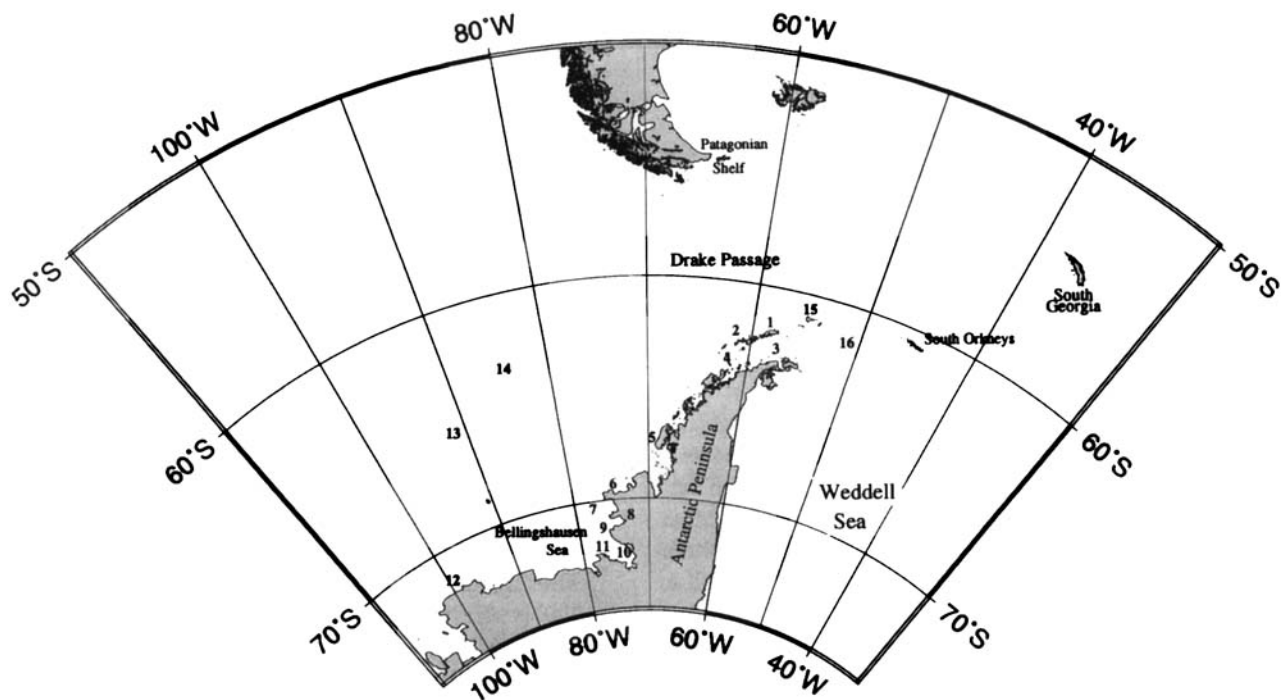 80°W
60°W
100°W
40°W
Patagonian
Shelf
50°S
50°S
Drake Passage
South
Georgia
15
1
2
South Orkneys
16
3
4
14
13
5
60°S
60°S
Antarctic Peninsula
6
Weddell
Sea
7
8
Bellingshausen
Sea
9
11
10
12
70°S
70°S
100°W
80°W
60°W
40°W